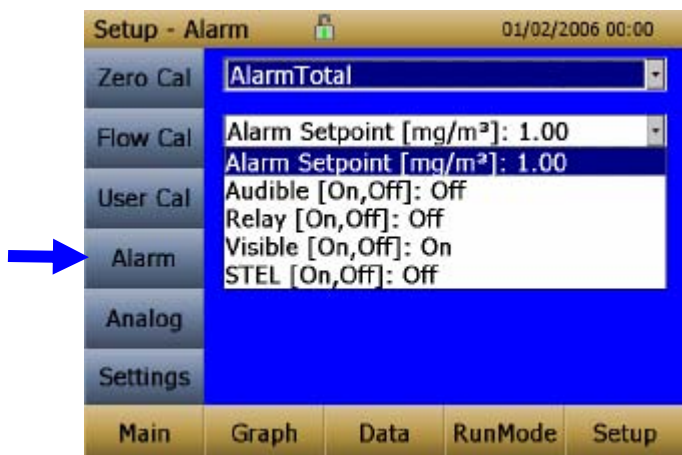 Setup - Alarm 01/02/2006 00:00
Zero Cal
AlarmTotal
Flow Cal
Alarm Setpoint [mg/m³]: 1.00
Alarm Setpoint [mg/m³]: 1.00
User Cal
Audible [On,Off]: Off
Relay [On,Off]: Off
Alarm
Visible [On,Off]: On
STEL [On,Off]: Off
Analog
Settings
Main Graph Data RunMode Setup